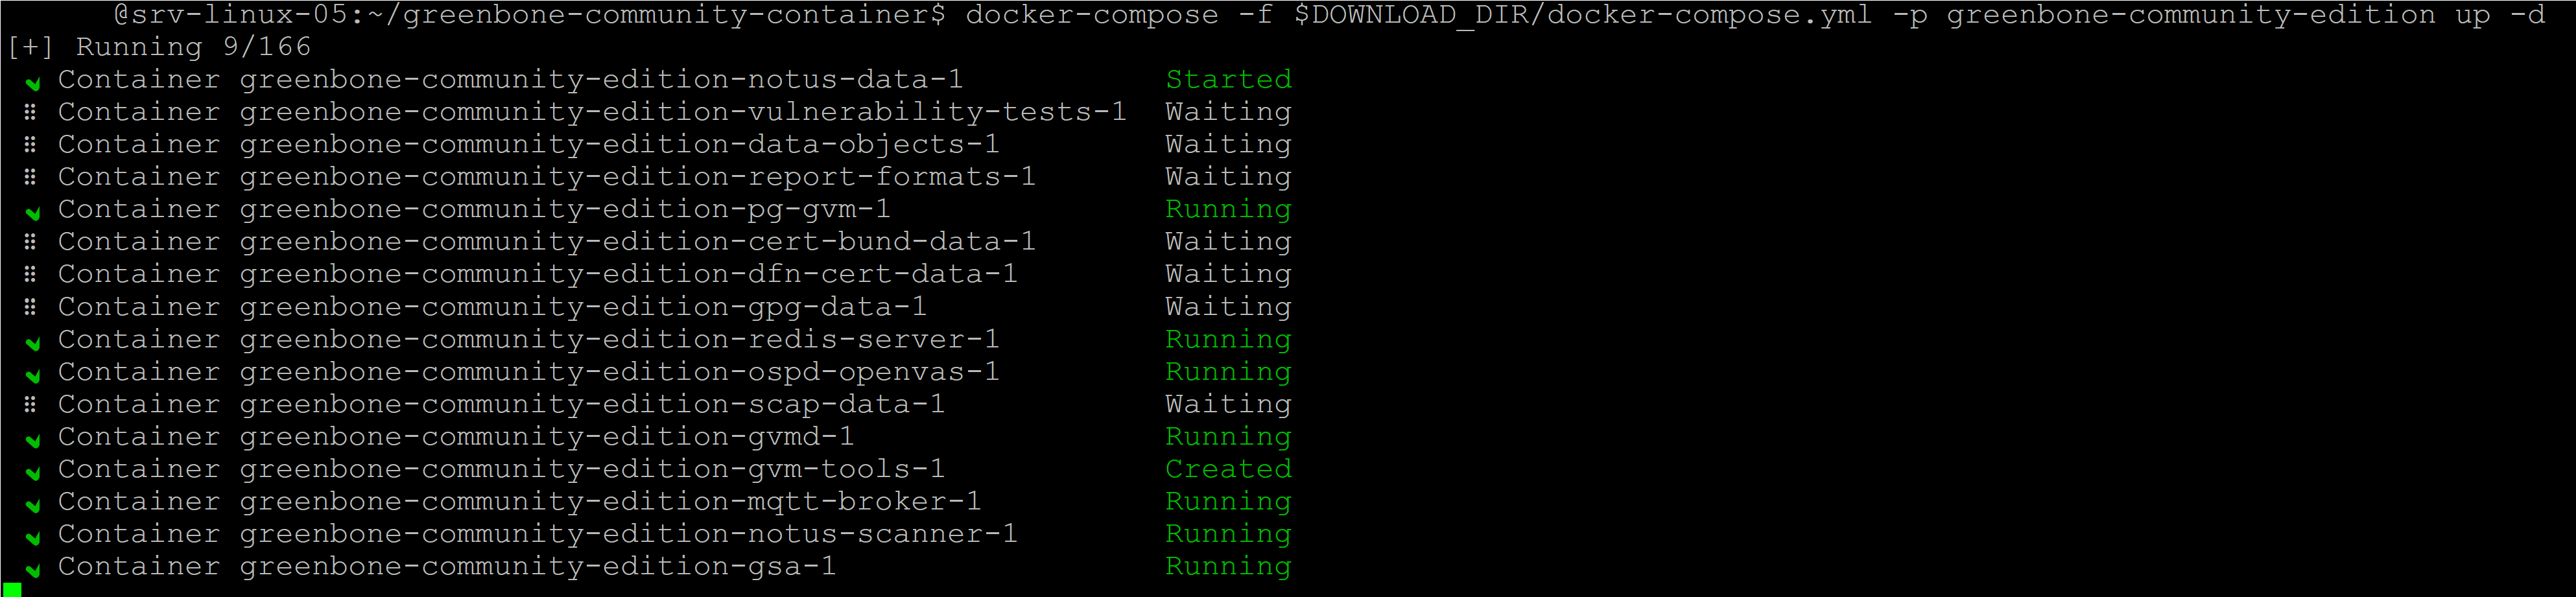 @srv-linux-05:~/greenbone-community-container$ docker-compose -f $DOWNLOAD_DIR/docker-compose.yml -p greenbone-community-edition up -d
[+] Running 9/166
✔ Container greenbone-community-edition-notus-data-1 Started
⠿ Container greenbone-community-edition-vulnerability-tests-1 Waiting
⠿ Container greenbone-community-edition-data-objects-1 Waiting
⠿ Container greenbone-community-edition-report-formats-1 Waiting
✔ Container greenbone-community-edition-pg-gvm-1 Running
⠿ Container greenbone-community-edition-cert-bund-data-1 Waiting
⠿ Container greenbone-community-edition-dfn-cert-data-1 Waiting
⠿ Container greenbone-community-edition-gpg-data-1 Waiting
✔ Container greenbone-community-edition-redis-server-1 Running
✔ Container greenbone-community-edition-ospd-openvas-1 Running
⠿ Container greenbone-community-edition-scap-data-1 Waiting
✔ Container greenbone-community-edition-gvmd-1 Running
✔ Container greenbone-community-edition-gvm-tools-1 Created
✔ Container greenbone-community-edition-mqtt-broker-1 Running
✔ Container greenbone-community-edition-notus-scanner-1 Running
✔ Container greenbone-community-edition-gsa-1 Running